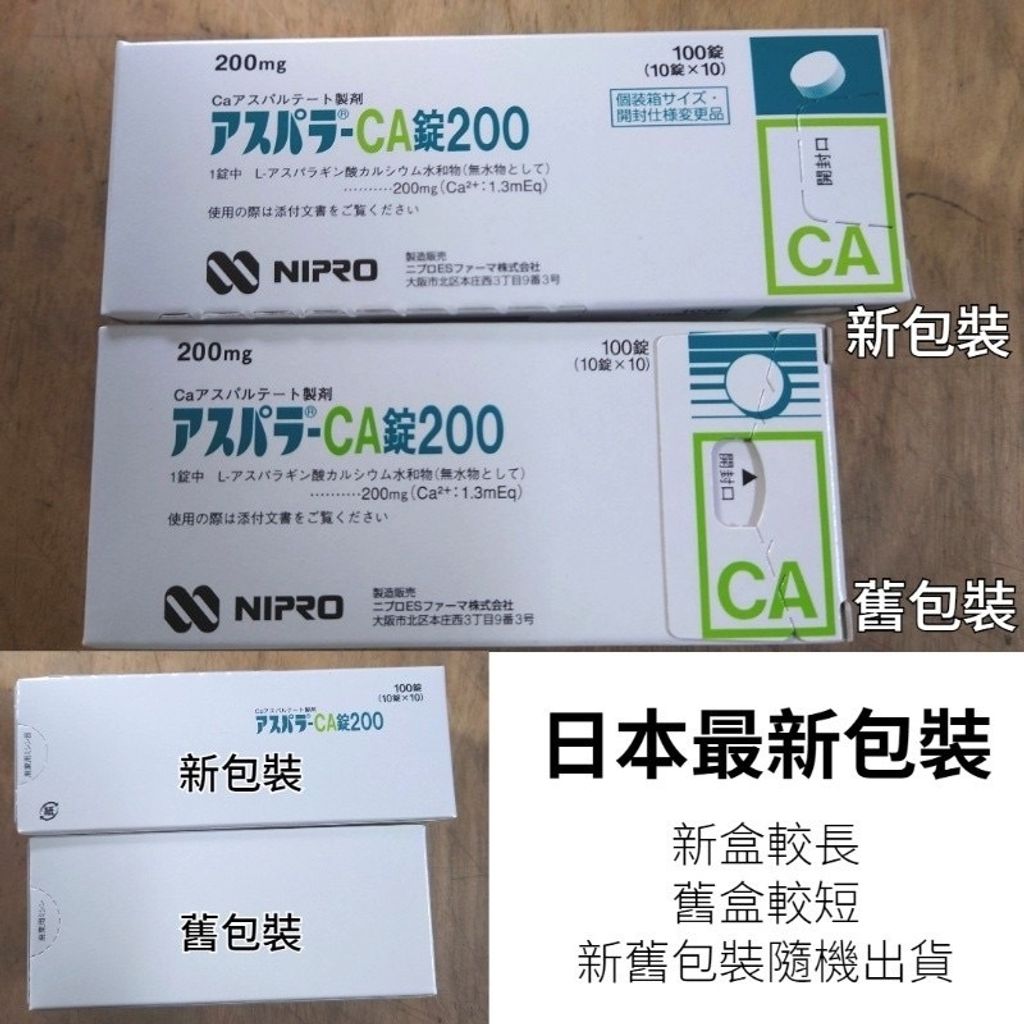 200mg
100錠
(10錠×10)
Caアスパルテート製剤
アスパラ®-CA錠200
個装箱サイズ・
開封仕様変更品
1錠中 L-アスパラギン酸カルシウム水和物(無水物として)
··········200mg(Ca²⁺:1.3mEq)
使用の際は添付文書をご覧ください
NIPRO
製造販売
ニプロESファーマ株式会社
大阪市北区本庄西3丁目9番3号
開封口
CA
新包裝
200mg
100錠
(10錠×10)
Caアスパルテート製剤
アスパラ®-CA錠200
1錠中 L-アスパラギン酸カルシウム水和物(無水物として)
··········200mg(Ca²⁺:1.3mEq)
使用の際は添付文書をご覧ください
NIPRO
製造販売
ニプロESファーマ株式会社
大阪市北区本庄西3丁目9番3号
開封口
CA
舊包裝
100錠
(10錠×10)
Caアスパルテート製剤
アスパラ-CA錠200
新包裝
紙
舊包裝
日本最新包裝
新盒較長
舊盒較短
新舊包裝隨機出貨